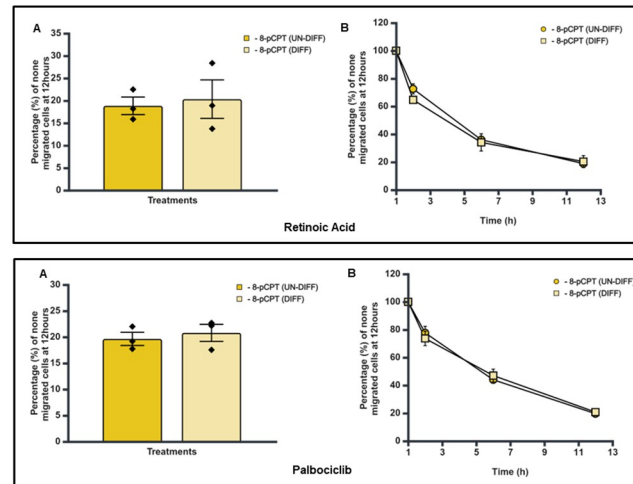 A
- 8-pCPT (UN-DIFF)
- 8-pCPT (DIFF)
Percentage (%) of none
migrated cells at 12hours
35
30
25
20
15
10
5
0
Treatments
B
- 8-pCPT (UN-DIFF)
- 8-pCPT (DIFF)
Percentage (%) of none
migrated cells at 12hours
120
100
80
60
40
20
0
1 3 5 7 9 11 13
Time (h)
Retinoic Acid
A
- 8-pCPT (UN-DIFF)
- 8-pCPT (DIFF)
Percentage (%) of none
migrated cells at 12hours
30
25
20
15
10
5
0
Treatments
B
- 8-pCPT (UN-DIFF)
- 8-pCPT (DIFF)
Percentage (%) of none
migrated cells at 12hours
120
100
80
60
40
20
0
1 3 5 7 9 11 13
Time (h)
Palbociclib